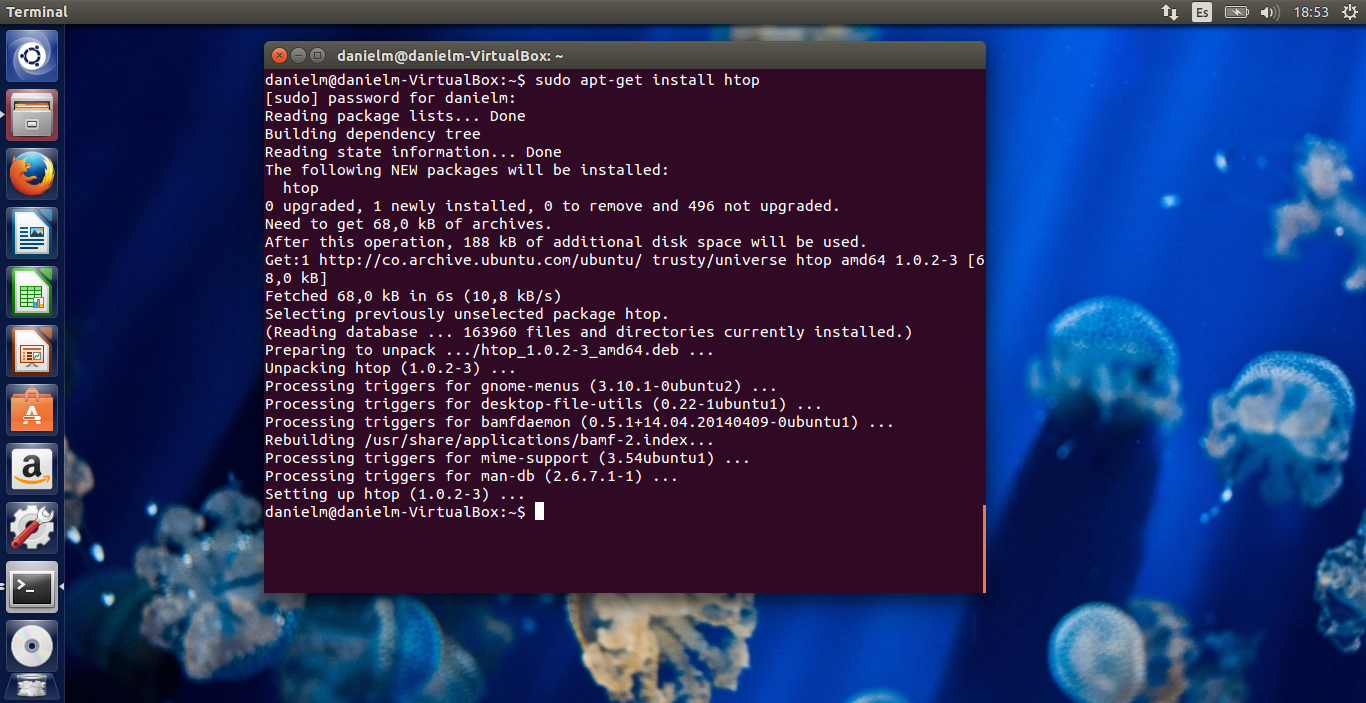 Terminal
Es
18:53
danielm@danielm-VirtualBox: ~
danielm@danielm-VirtualBox:~$ sudo apt-get install htop
[sudo] password for danielm:
Reading package lists... Done
Building dependency tree
Reading state information... Done
The following NEW packages will be installed:
  htop
0 upgraded, 1 newly installed, 0 to remove and 496 not upgraded.
Need to get 68,0 kB of archives.
After this operation, 188 kB of additional disk space will be used.
Get:1 http://co.archive.ubuntu.com/ubuntu/ trusty/universe htop amd64 1.0.2-3 [6
8,0 kB]
Fetched 68,0 kB in 6s (10,8 kB/s)
Selecting previously unselected package htop.
(Reading database ... 163960 files and directories currently installed.)
Preparing to unpack .../htop_1.0.2-3_amd64.deb ...
Unpacking htop (1.0.2-3) ...
Processing triggers for gnome-menus (3.10.1-0ubuntu2) ...
Processing triggers for desktop-file-utils (0.22-1ubuntu1) ...
Processing triggers for bamfdaemon (0.5.1+14.04.20140409-0ubuntu1) ...
Rebuilding /usr/share/applications/bamf-2.index...
Processing triggers for mime-support (3.54ubuntu1) ...
Processing triggers for man-db (2.6.7.1-1) ...
Setting up htop (1.0.2-3) ...
danielm@danielm-VirtualBox:~$